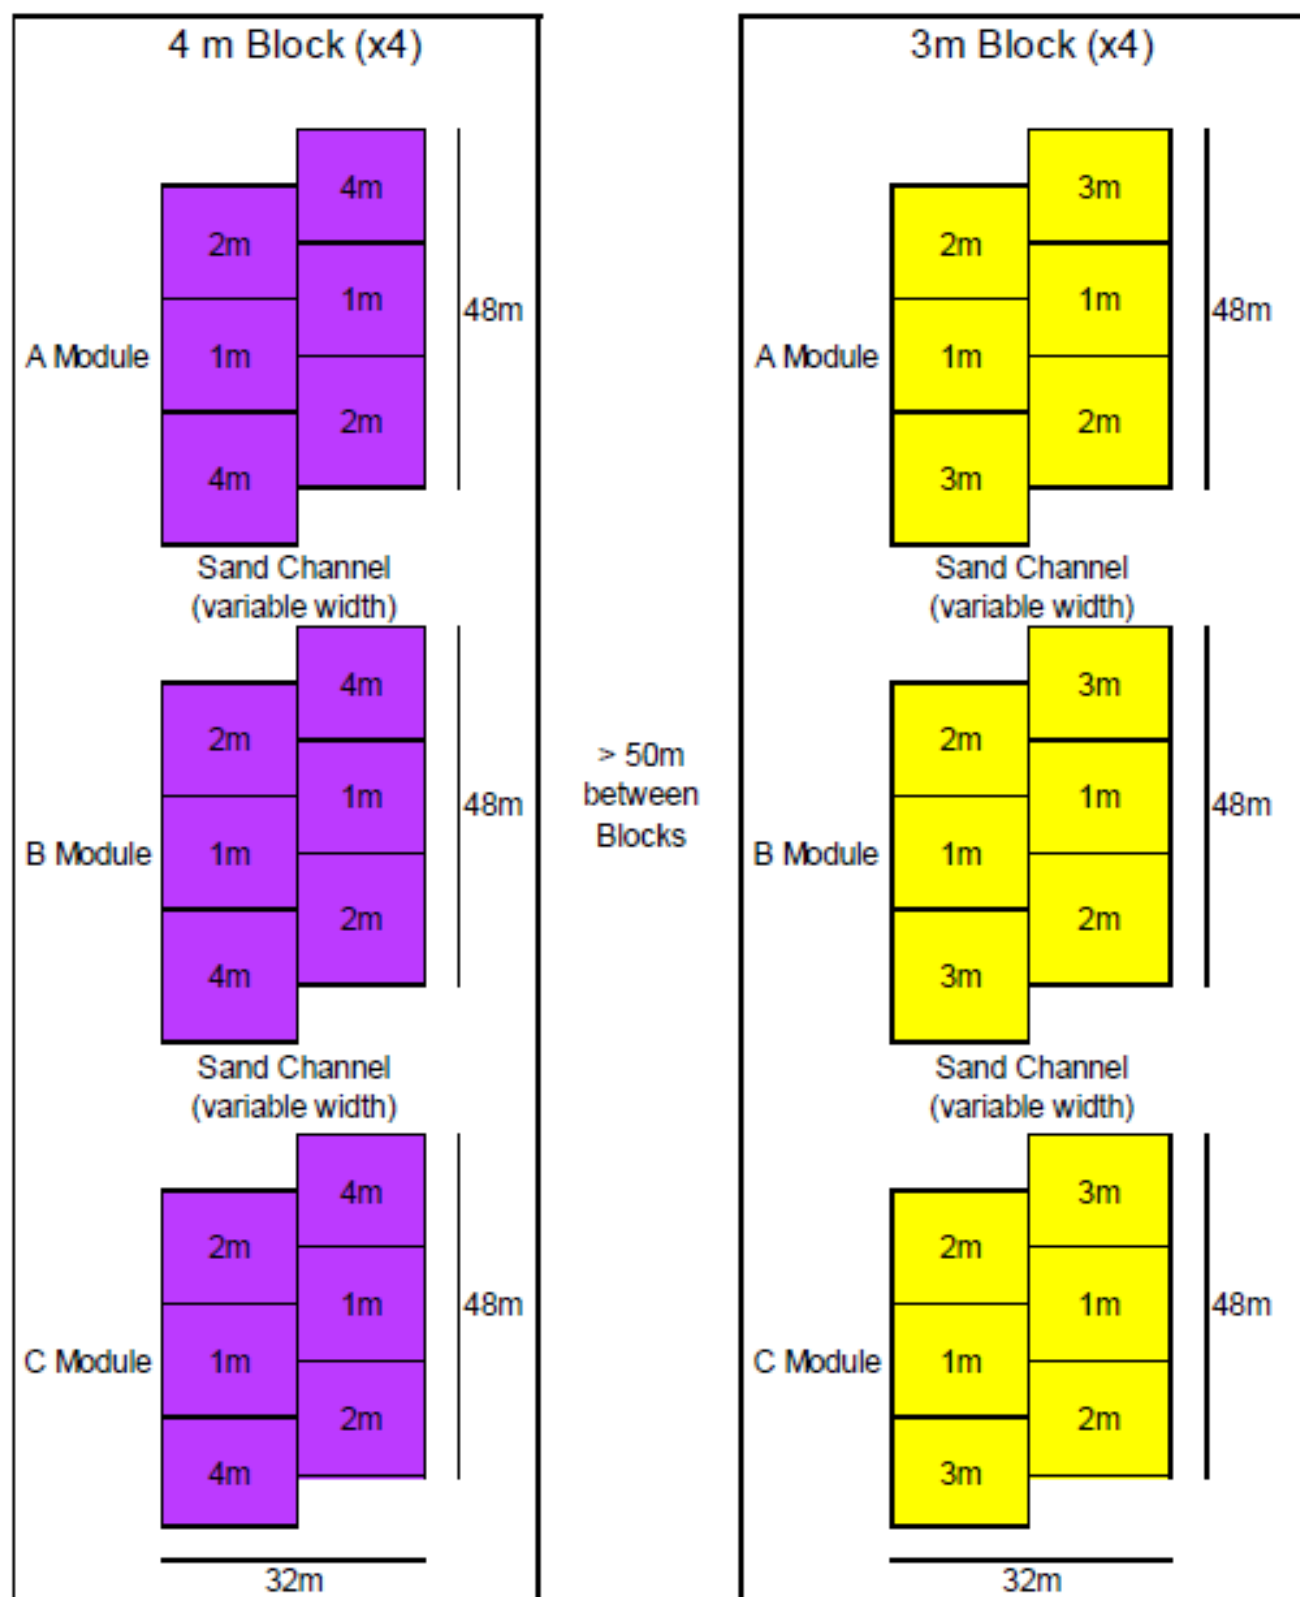 4 m Block (x4)
4m
2m
1m
48m
A Module
1m
2m
4m
Sand Channel
(variable width)
4m
2m
1m
48m
B Module
1m
2m
4m
Sand Channel
(variable width)
4m
2m
1m
48m
C Module
1m
2m
4m
32m
> 50m
between
Blocks
3m Block (x4)
3m
2m
1m
48m
A Module
1m
2m
3m
Sand Channel
(variable width)
3m
2m
1m
48m
B Module
1m
2m
3m
Sand Channel
(variable width)
3m
2m
1m
48m
C Module
1m
2m
3m
32m